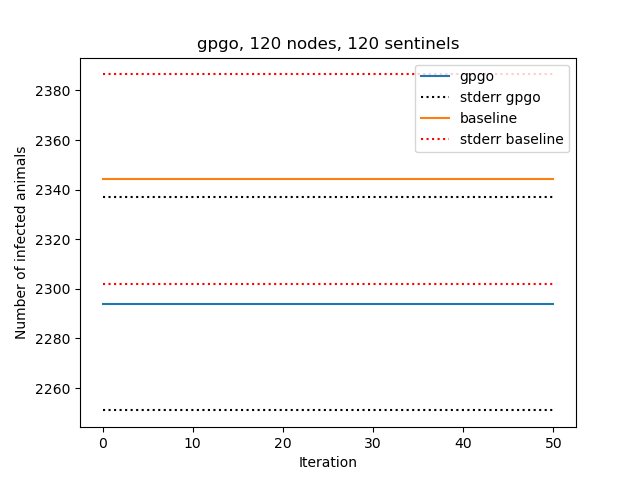 gpgo, 120 nodes, 120 sentinels
gpgo
stderr gpgo
baseline
stderr baseline
Number of infected animals
2380
2360
2340
2320
2300
2280
2260
0 10 20 30 40 50
Iteration